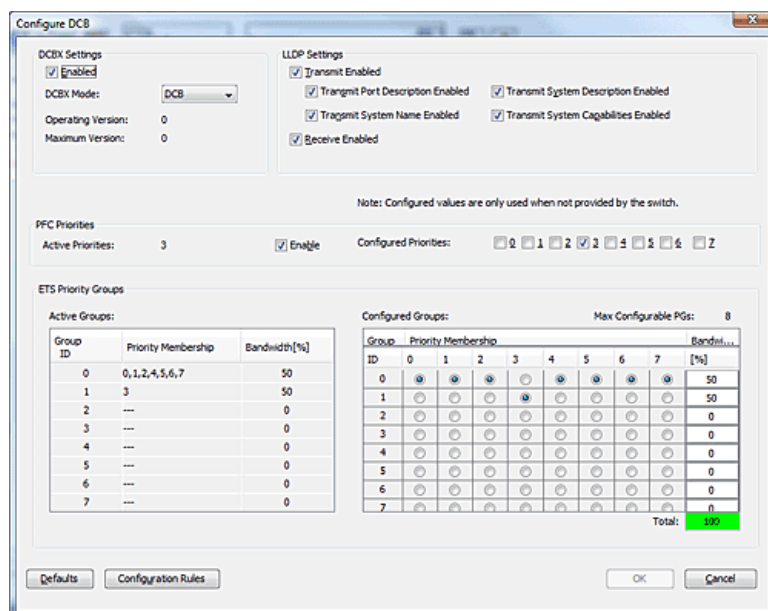 Configure DCB
DCBX Settings
Enabled
DCBX Mode: DCB
Operating Version: 0
Maximum Version: 0
LLDP Settings
Transmit Enabled
Transmit Port Description Enabled
Transmit System Description Enabled
Transmit System Name Enabled
Transmit System Capabilities Enabled
Receive Enabled
Note: Configured values are only used when not provided by the switch.
PFC Priorities
Active Priorities: 3
Enable
Configured Priorities: 0 1 2 3 4 5 6 7
ETS Priority Groups
Active Groups:
Group ID Priority Membership Bandwidth[%]
0 0,1,2,4,5,6,7 50
1 3 50
2 --- 0
3 --- 0
4 --- 0
5 --- 0
6 --- 0
7 --- 0
Configured Groups: Max Configurable PGs: 8
Group Priority Membership Bandwi...
ID 0 1 2 3 4 5 6 7 [%]
0 50
1 50
2 0
3 0
4 0
5 0
6 0
7 0
Total: 100
Defaults
Configuration Rules
OK
Cancel